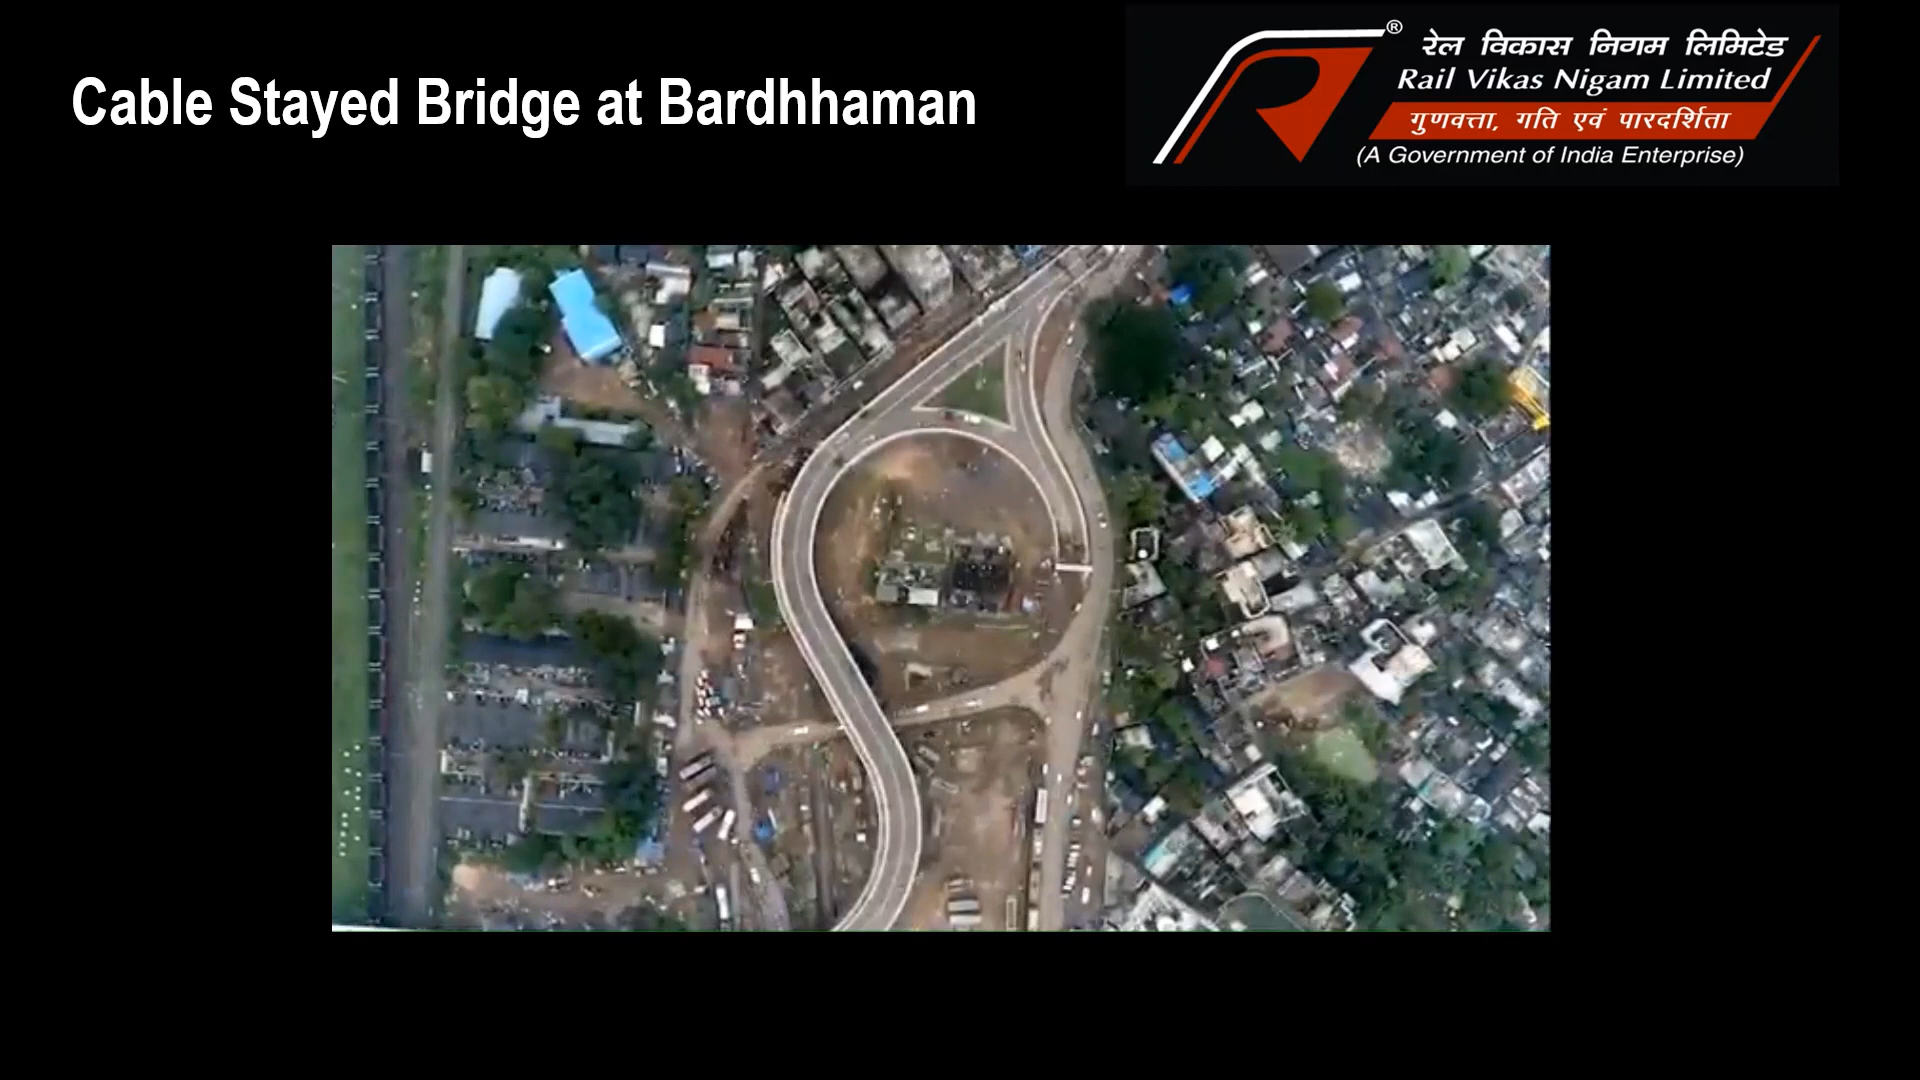 Cable Stayed Bridge at Bardhhaman
®
रेल विकास निगम लिमिटेड
Rail Vikas Nigam Limited
गुणवत्ता, गति एवं पारदर्शिता
(A Government of India Enterprise)